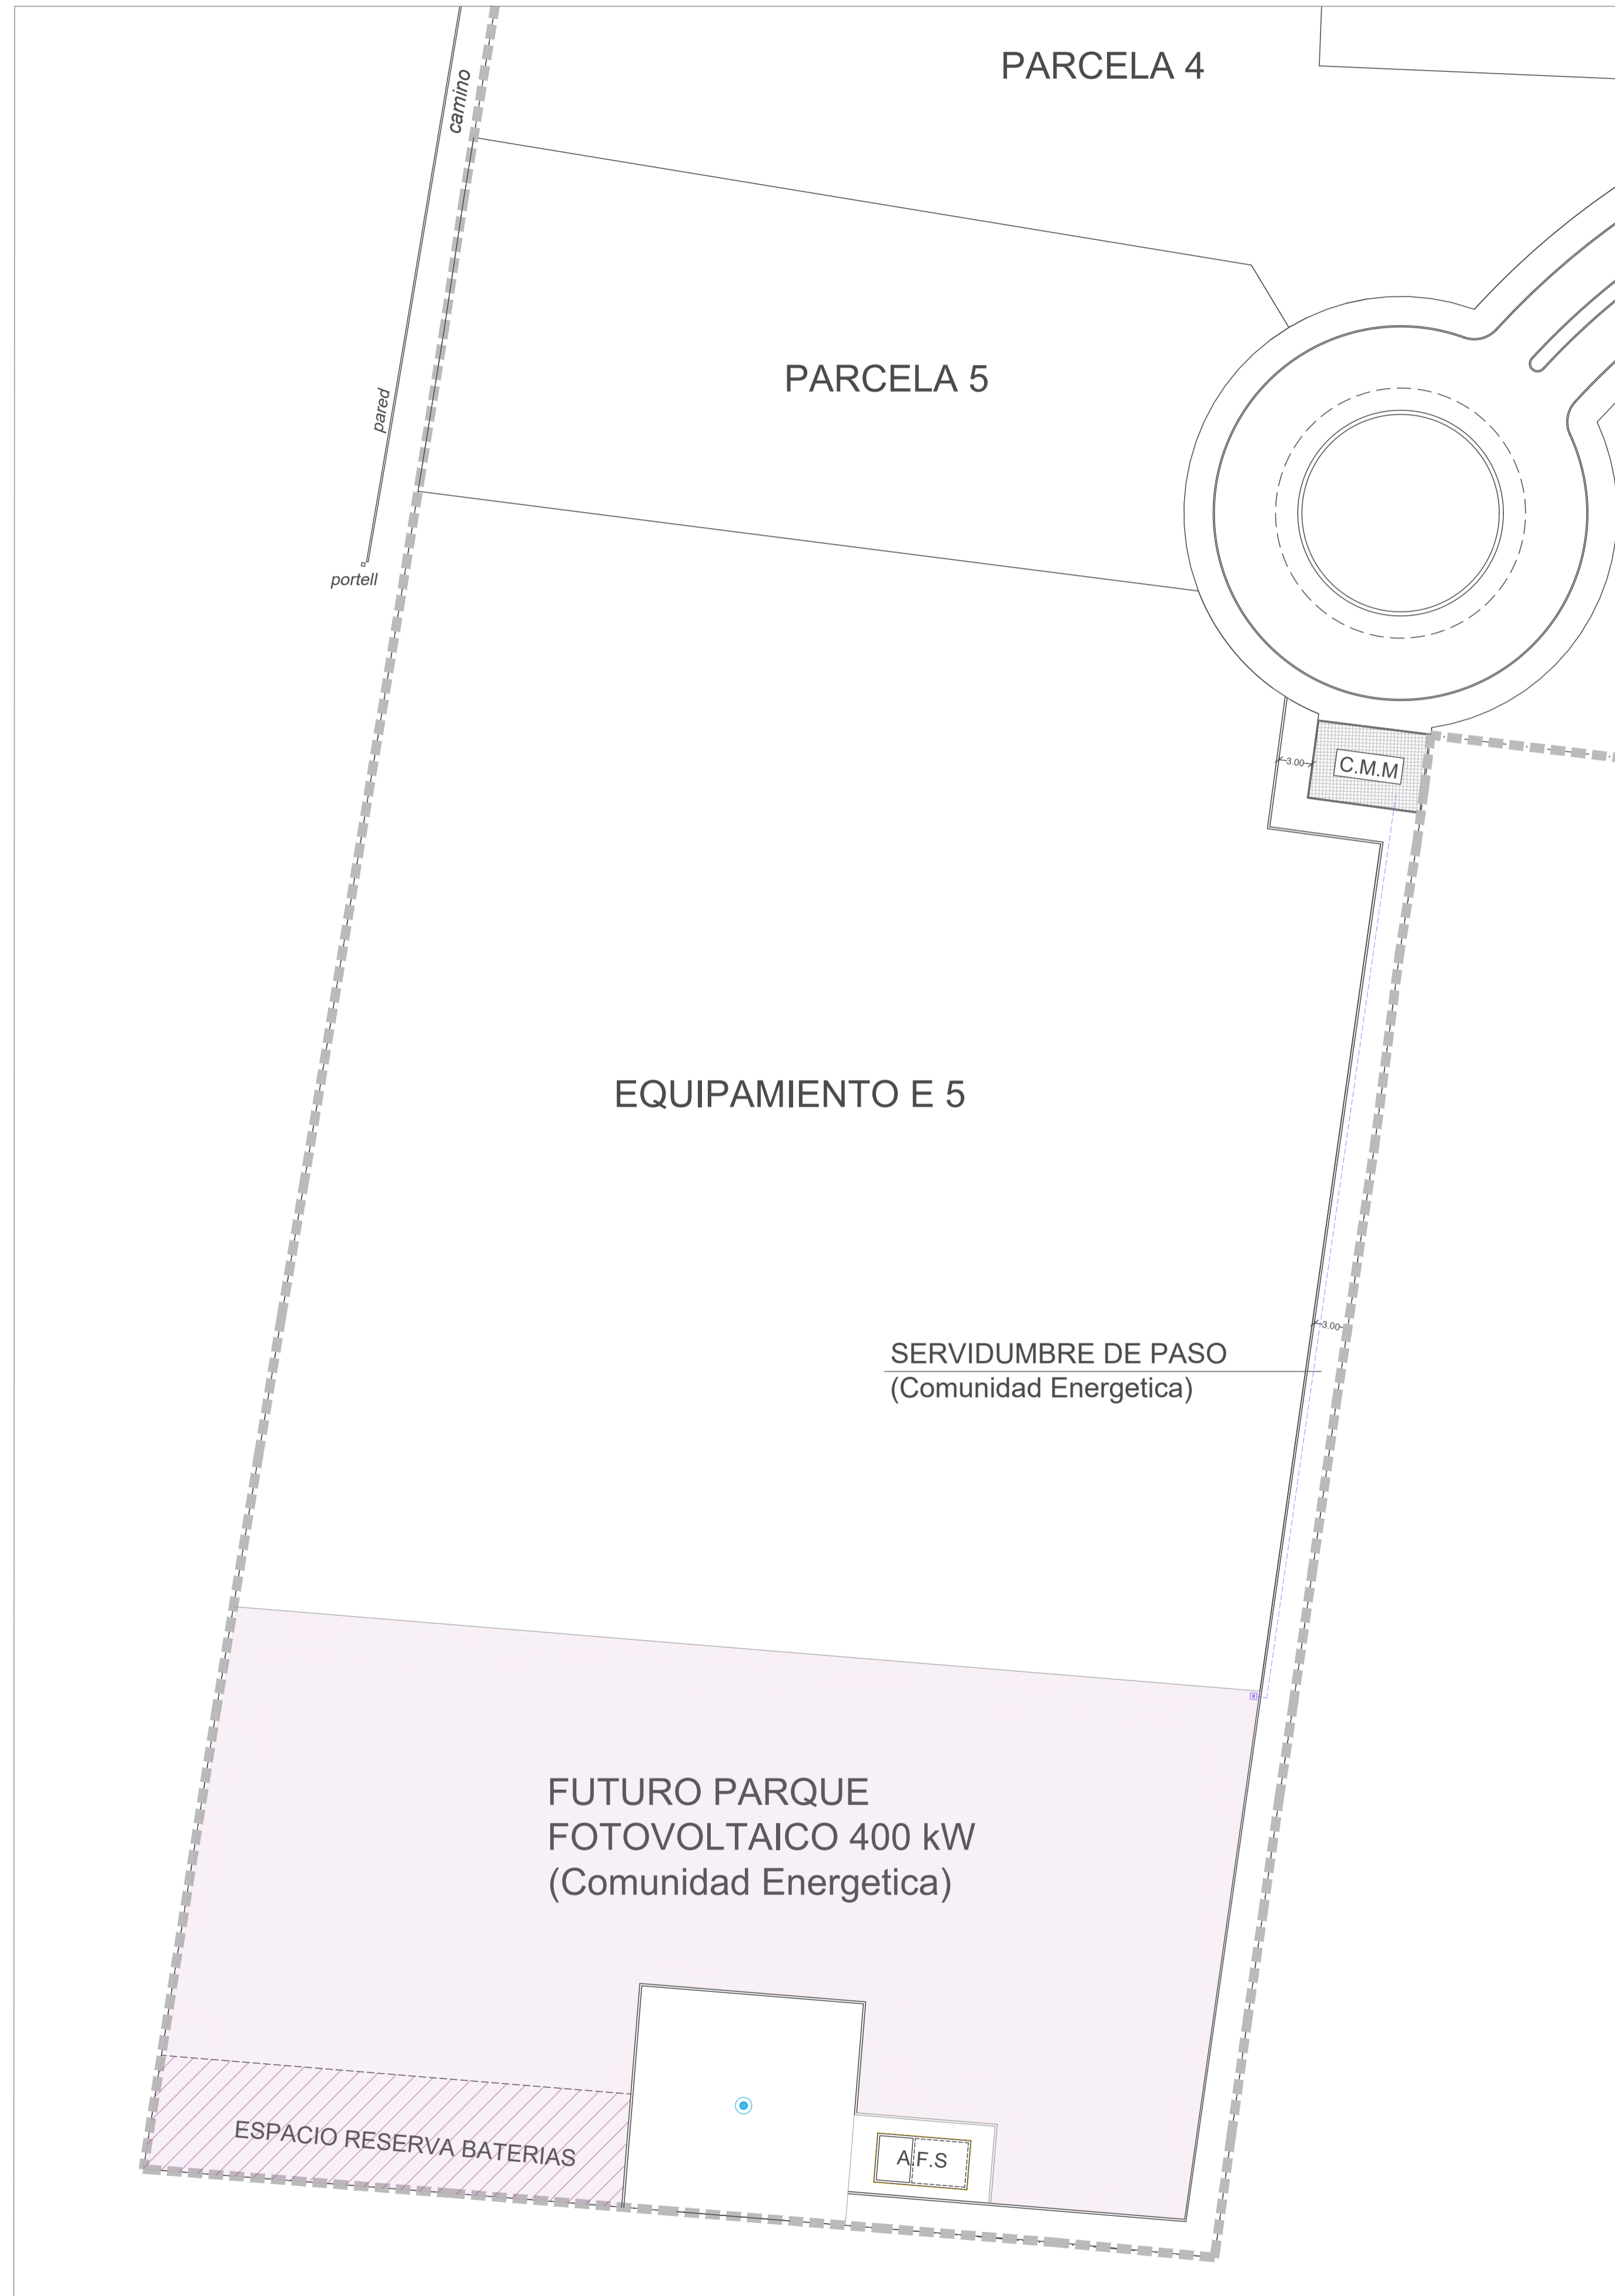 PARCELA 4
camino
PARCELA 5
pared
portell
C.M.M
3.00
EQUIPAMIENTO E 5
3.00
SERVIDUMBRE DE PASO
(Comunidad Energetica)
FUTURO PARQUE
FOTOVOLTAICO 400 kW
(Comunidad Energetica)
ESPACIO RESERVA BATERIAS
A.F.S